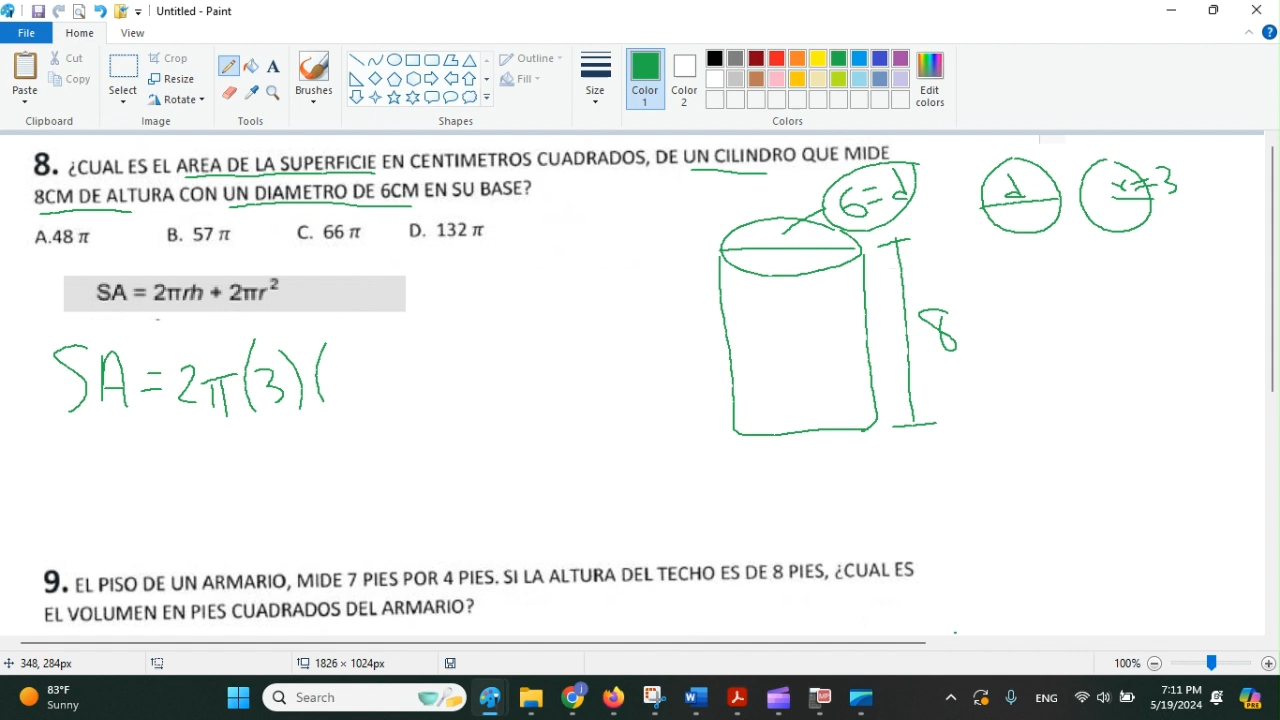 Untitled - Paint
File Home View
Cut
Copy
Paste
Clipboard
Crop
Resize
Rotate
Select
Image
Tools
Brushes
Outline
Fill
Shapes
Size
Color 1
Color 2
Edit colors
Colors
8. ¿CUAL ES EL AREA DE LA SUPERFICIE EN CENTIMETROS CUADRADOS, DE UN CILINDRO QUE MIDE
8CM DE ALTURA CON UN DIAMETRO DE 6CM EN SU BASE?
A.48 π B. 57 π C. 66 π D. 132 π
6=d
d
r=3
8
SA = 2πrh + 2πr²
SA = 2π(3)(
9. EL PISO DE UN ARMARIO, MIDE 7 PIES POR 4 PIES. SI LA ALTURA DEL TECHO ES DE 8 PIES, ¿CUAL ES
EL VOLUMEN EN PIES CUADRADOS DEL ARMARIO?
348, 284px 1826 × 1024px 100%
83°F
Sunny
Search
ENG
7:11 PM
5/19/2024
PRE